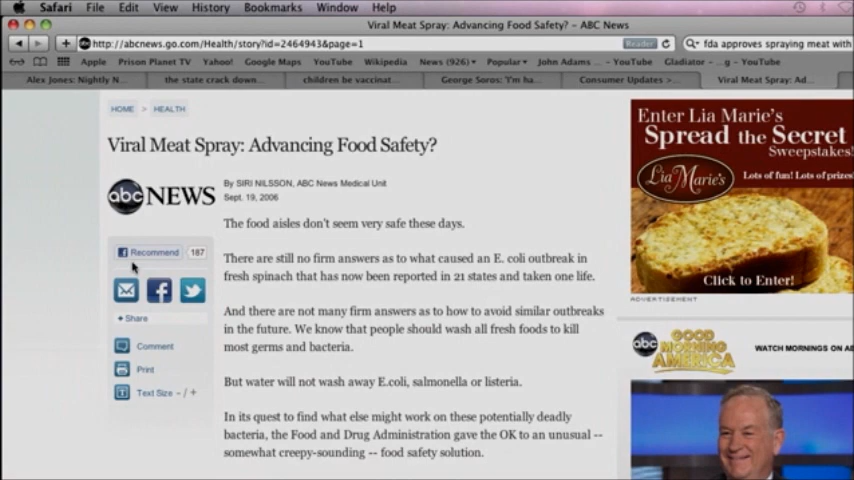 Safari File Edit View History Bookmarks Window Help
Viral Meat Spray: Advancing Food Safety? - ABC News
http://abcnews.go.com/Health/story?id=2464943&page=1 Reader fda approves spraying meat with
Apple Prison Planet TV Yahoo! Google Maps YouTube Wikipedia News (926) Popular John Adams ... - YouTube Gladiator - ...g - YouTube
Alex Jones: Nightly N... the state crack down... children be vaccinat... George Soros: 'I'm ha... Consumer Updates >... Viral Meat Spray: Ad...
HOME > HEALTH
Viral Meat Spray: Advancing Food Safety?
abc NEWS
By SIRI NILSSON, ABC News Medical Unit
Sept. 19, 2006
Recommend 187
+ Share
Comment
Print
Text Size - / +
The food aisles don't seem very safe these days.
There are still no firm answers as to what caused an E. coli outbreak in
fresh spinach that has now been reported in 21 states and taken one life.
And there are not many firm answers as to how to avoid similar outbreaks
in the future. We know that people should wash all fresh foods to kill
most germs and bacteria.
But water will not wash away E.coli, salmonella or listeria.
In its quest to find what else might work on these potentially deadly
bacteria, the Food and Drug Administration gave the OK to an unusual --
somewhat creepy-sounding -- food safety solution.
Enter Lia Marie's
Spread the Secret
Sweepstakes!
Lia Marie's
Lots of fun! Lots of prizes!
Click to Enter!
ADVERTISEMENT
abc GOOD
MORNING
AMERICA
WATCH MORNINGS ON AB